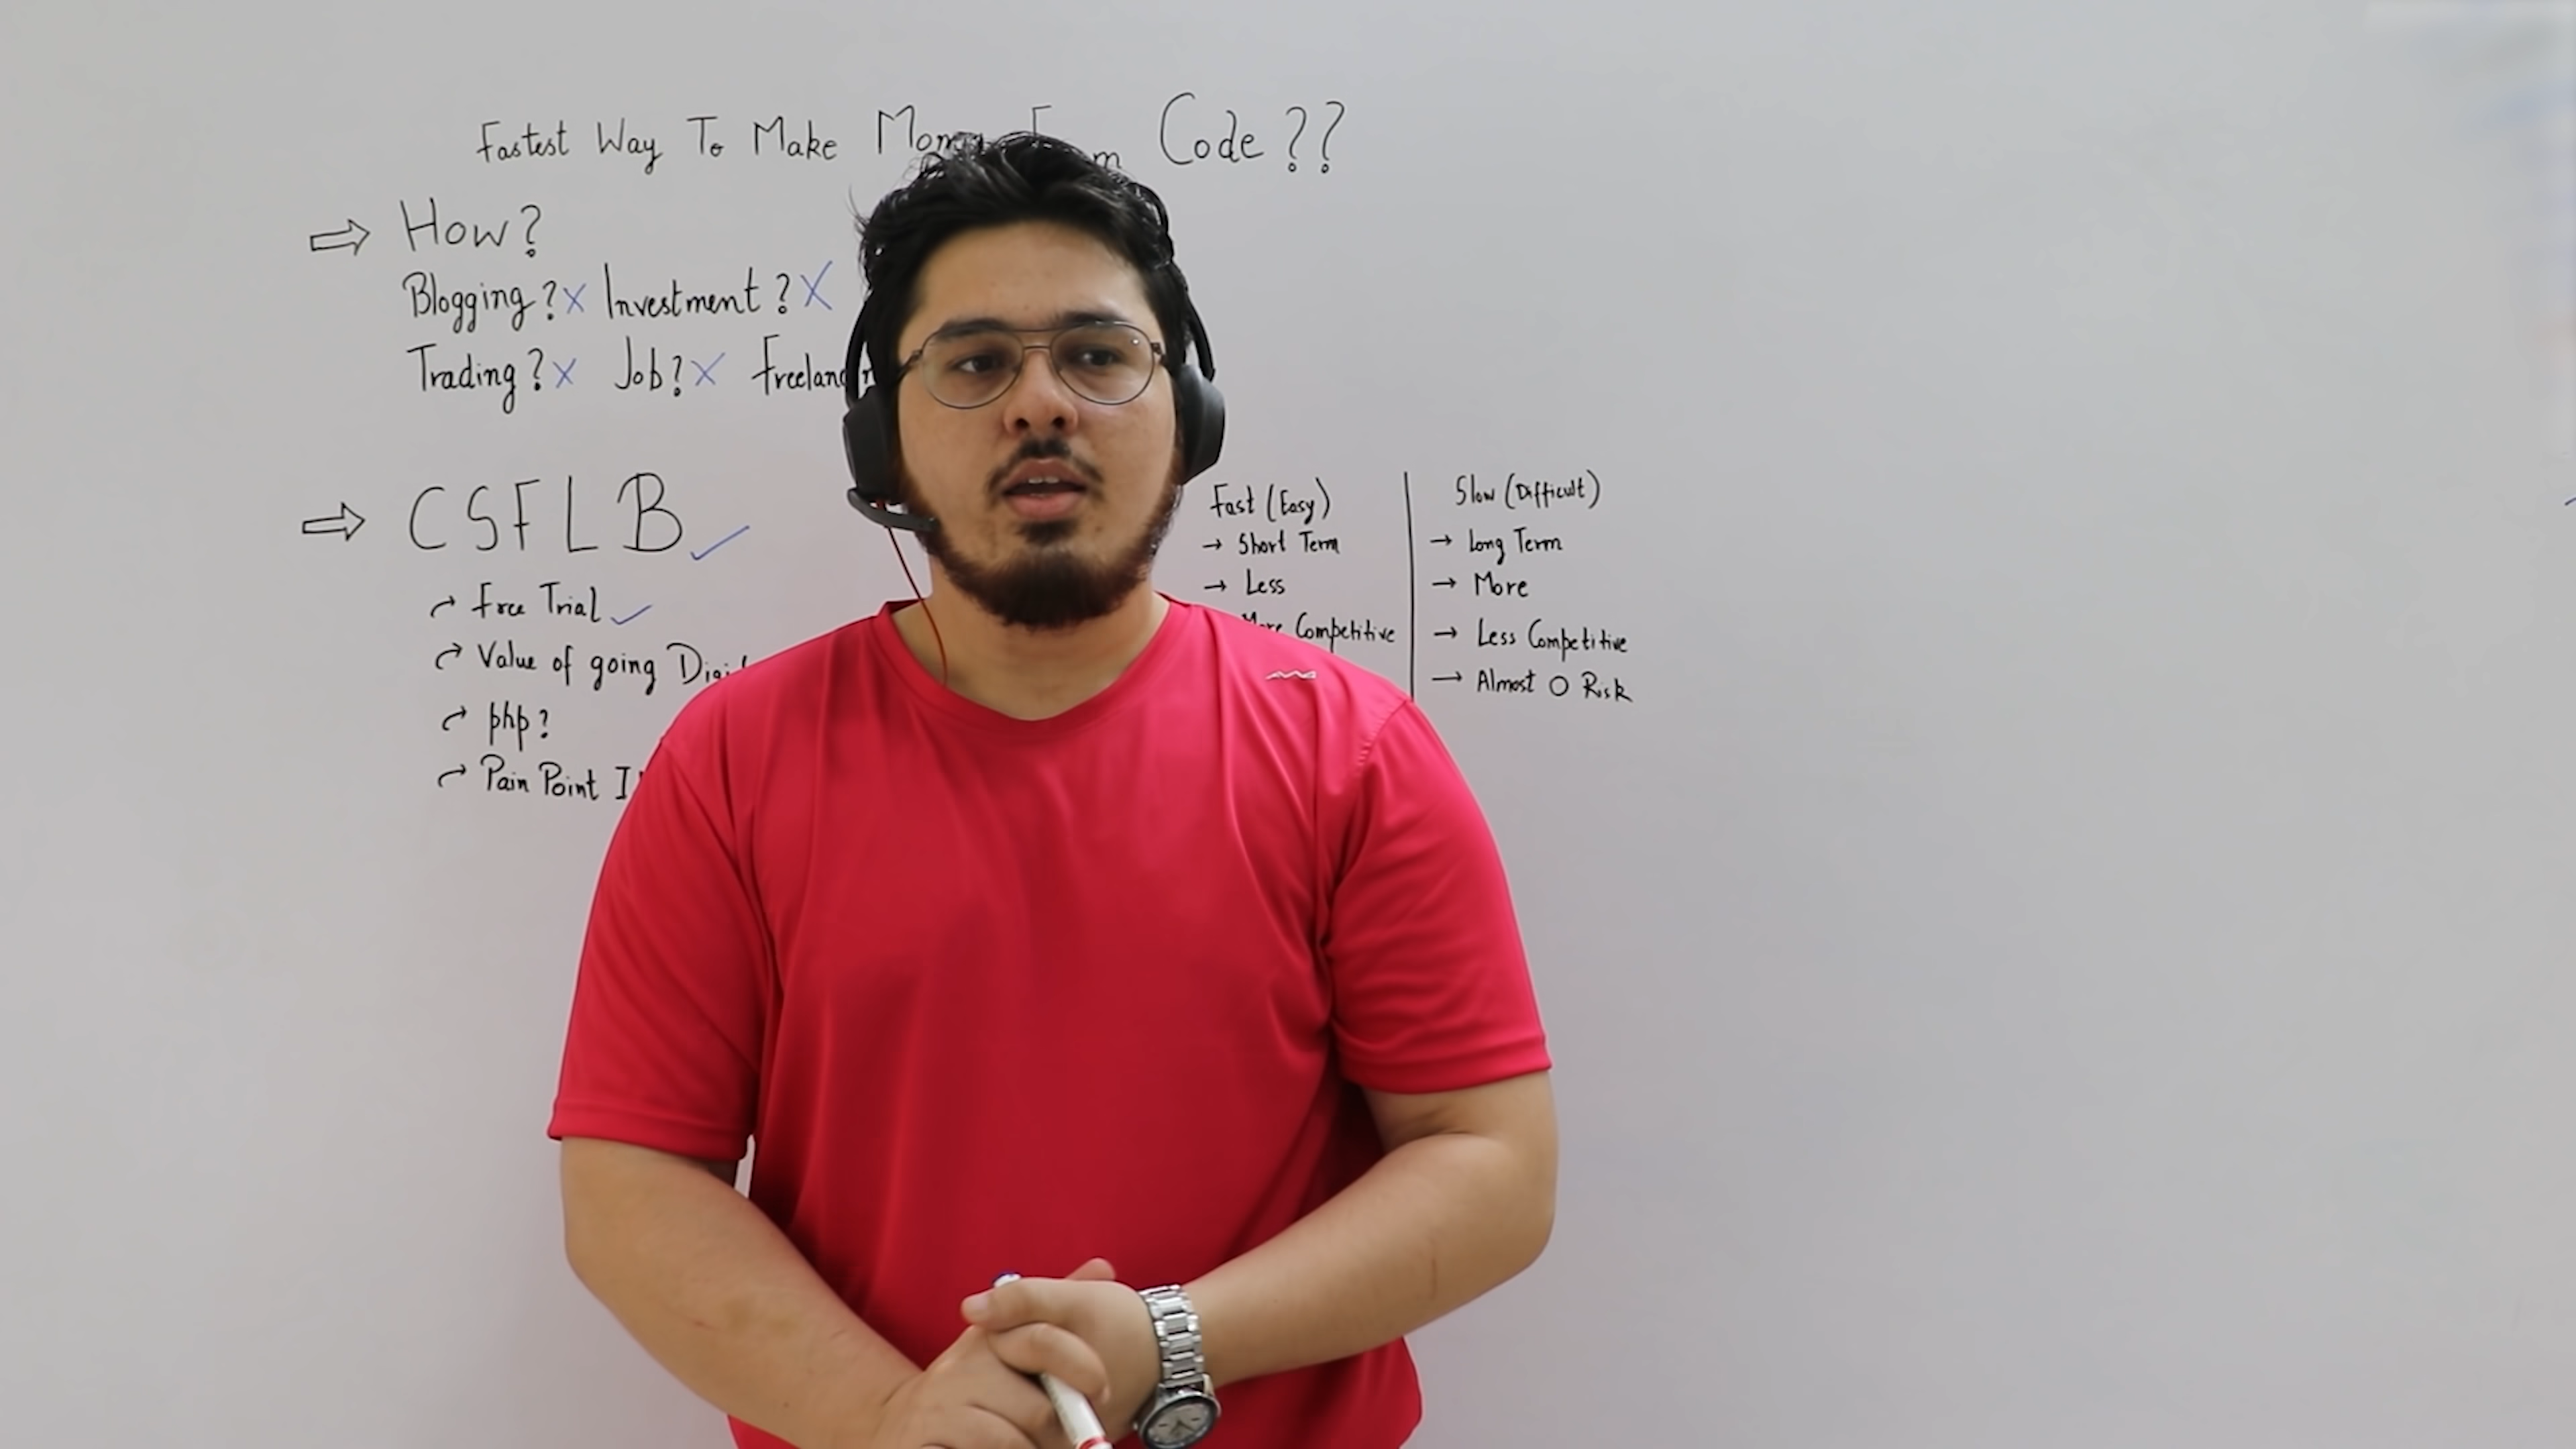 Fastest Way To Make Code ??
How?
Blogging ? X Investment ? X
Trading ? X Job? X
CSFLB
Free Trial
Value of going
php?
Pain Point
Fast (Easy)
→ Short Term
→ Less
Competitive
Slow (Difficult)
→ Long Term
→ More
→ Less Competitive
→ Almost 0 Risk